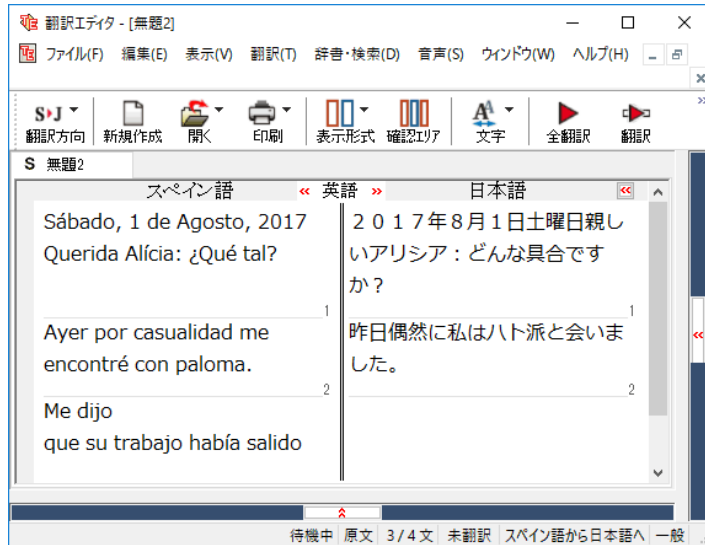 翻訳エディタ - [無題2]
ファイル(F) 編集(E) 表示(V) 翻訳(T) 辞書・検索(D) 音声(S) ウィンドウ(W) ヘルプ(H)
S▸J
翻訳方向 新規作成 開く 印刷 表示形式 確認エリア 文字 全翻訳 翻訳
S 無題2
スペイン語 « 英語 » 日本語 «
Sábado, 1 de Agosto, 2017
Querida Alícia: ¿Qué tal?
1
２０１７年８月１日土曜日親し
いアリシア：どんな具合です
か？
1
Ayer por casualidad me
encontré con paloma.
2
昨日偶然に私はハト派と会いま
した。
2
Me dijo
que su trabajo había salido
待機中 原文 3/4文 未翻訳 スペイン語から日本語へ 一般